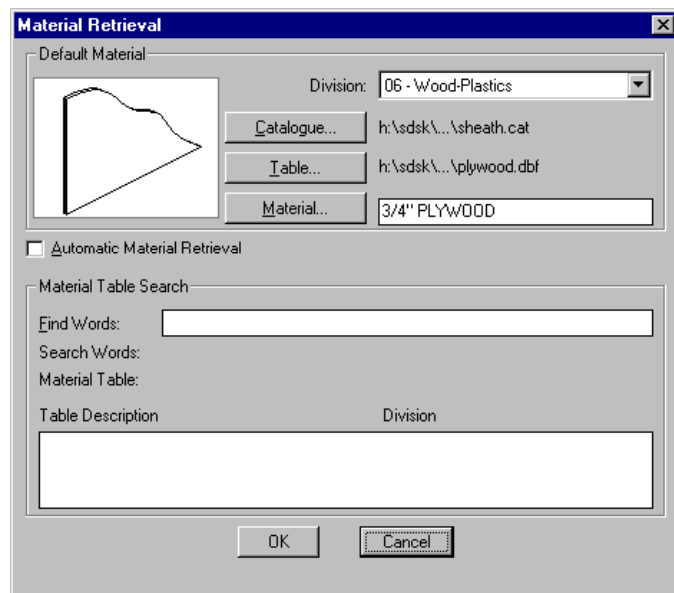 Material Retrieval
Default Material
Division: 06 - Wood-Plastics
Catalogue... h:\sdsk\...\sheath.cat
Table... h:\sdsk\...\plywood.dbf
Material... 3/4" PLYWOOD
Automatic Material Retrieval
Material Table Search
Find Words:
Search Words:
Material Table:
Table Description Division
OK Cancel